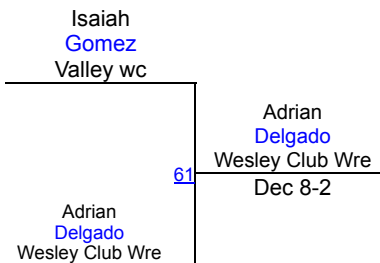 Isaiah
Gomez
Valley wc
Adrian
Delgado
Wesley Club Wre
61
Dec 8-2
Adrian
Delgado
Wesley Club Wre